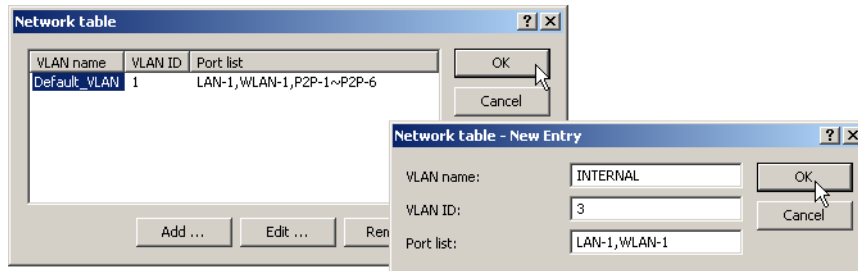 Network table
VLAN name VLAN ID Port list
Default_VLAN 1 LAN-1,WLAN-1,P2P-1~P2P-6
OK
Cancel
Add ... Edit ... Ren
Network table - New Entry
VLAN name: INTERNAL
VLAN ID: 3
Port list: LAN-1,WLAN-1
OK
Cancel